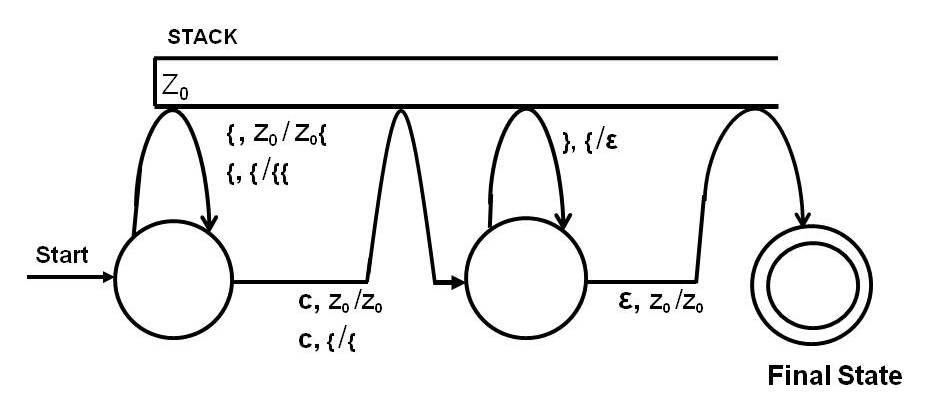 STACK
Z₀
{, Z₀/Z₀{
{, {/{{
}, {/ε
Start
c, Z₀/Z₀
c, {/{
ε, Z₀/Z₀
Final State